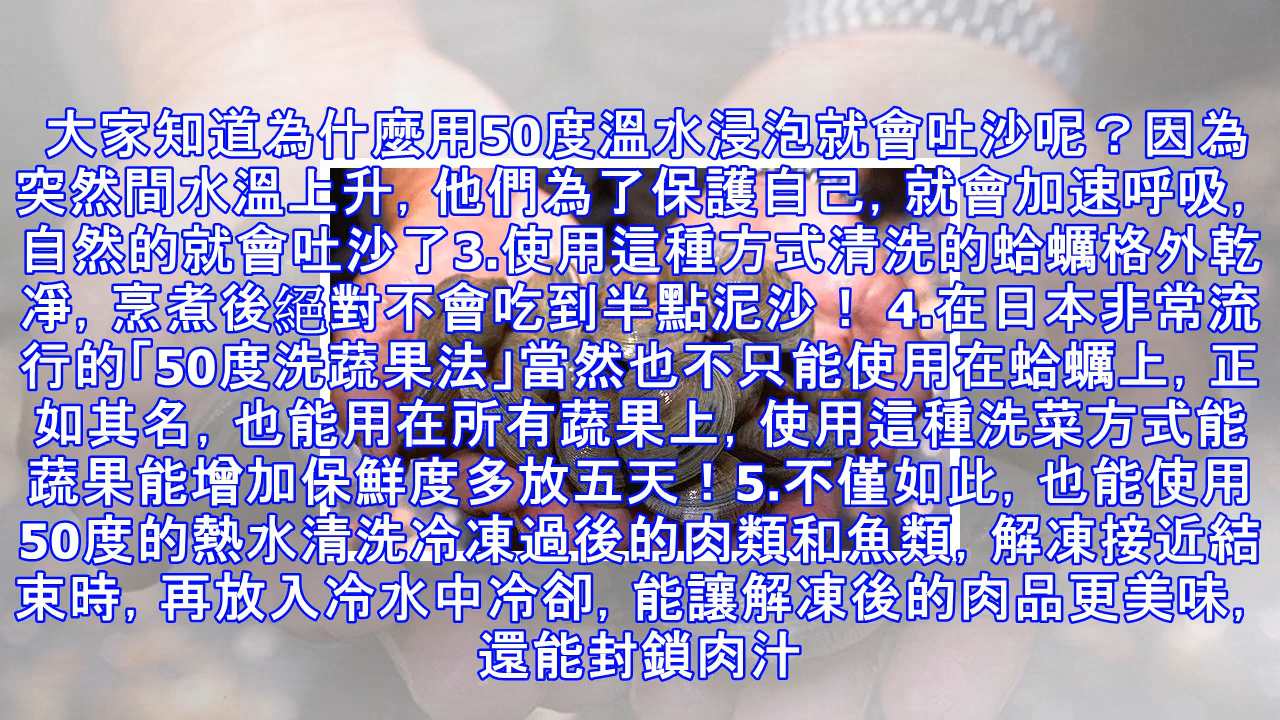 大家知道為什麼用50度溫水浸泡就會吐沙呢？因為
突然間水溫上升, 他們為了保護自己, 就會加速呼吸,
自然的就會吐沙了3.使用這種方式清洗的蛤蠣格外乾
凈, 烹煮後絕對不會吃到半點泥沙！ 4.在日本非常流
行的｢50度洗蔬果法｣當然也不只能使用在蛤蠣上, 正
如其名, 也能用在所有蔬果上, 使用這種洗菜方式能
蔬果能增加保鮮度多放五天！5.不僅如此, 也能使用
50度的熱水清洗冷凍過後的肉類和魚類, 解凍接近結
束時, 再放入冷水中冷卻, 能讓解凍後的肉品更美味,
還能封鎖肉汁